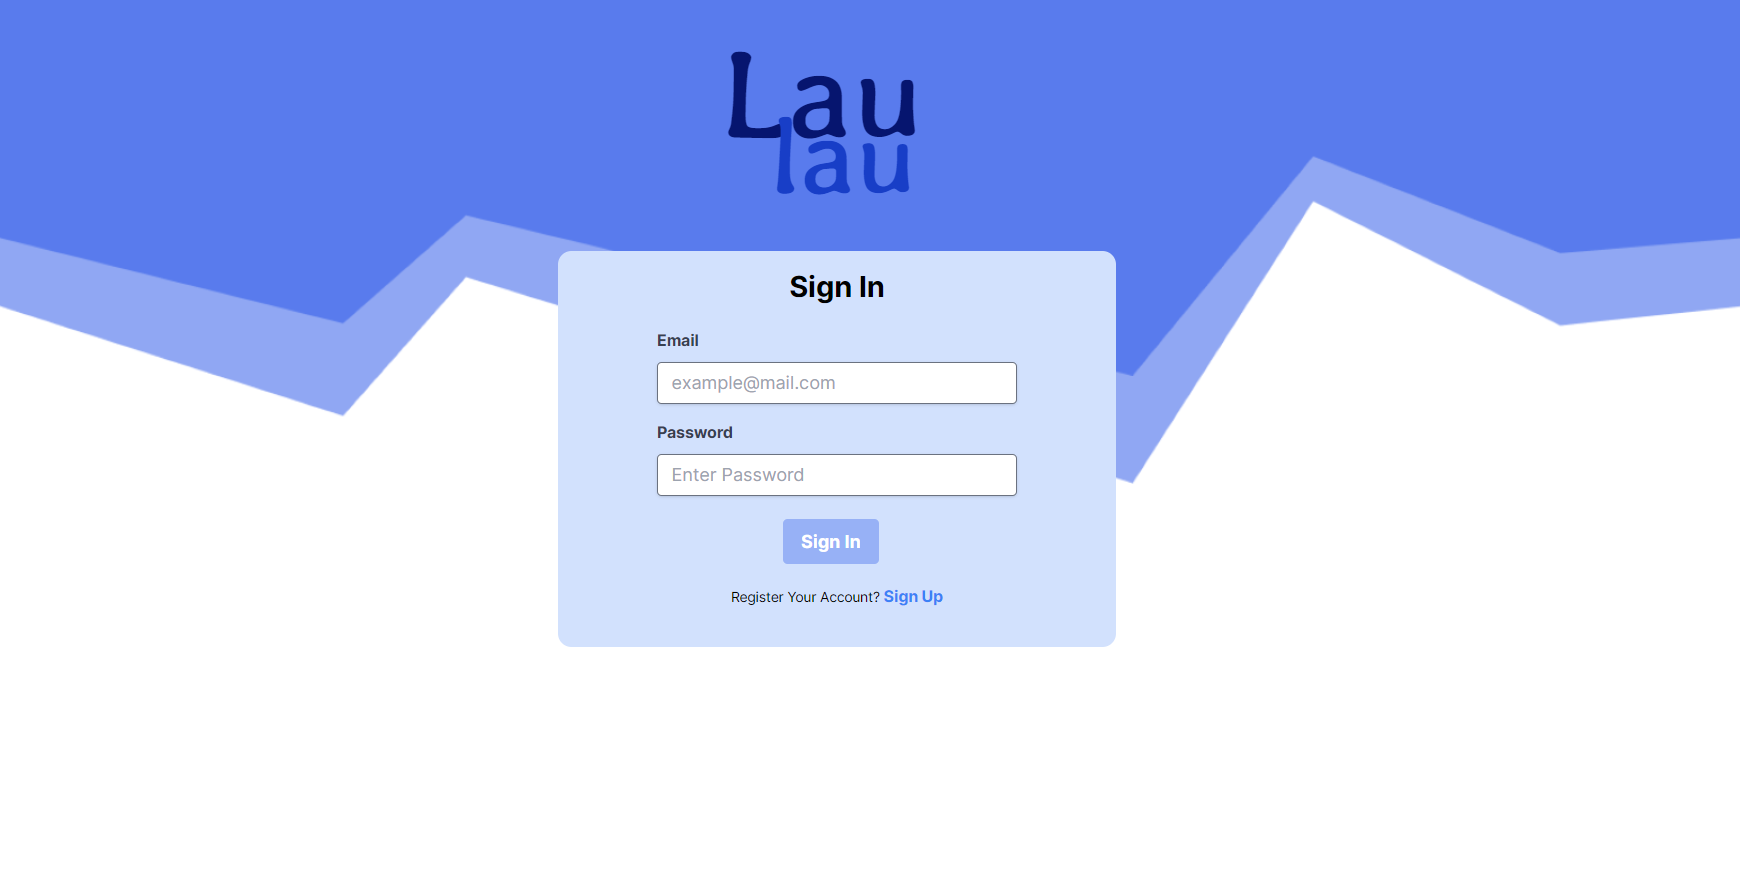 Lau
lau
Sign In
Email
example@mail.com
Password
Enter Password
Sign In
Register Your Account? Sign Up